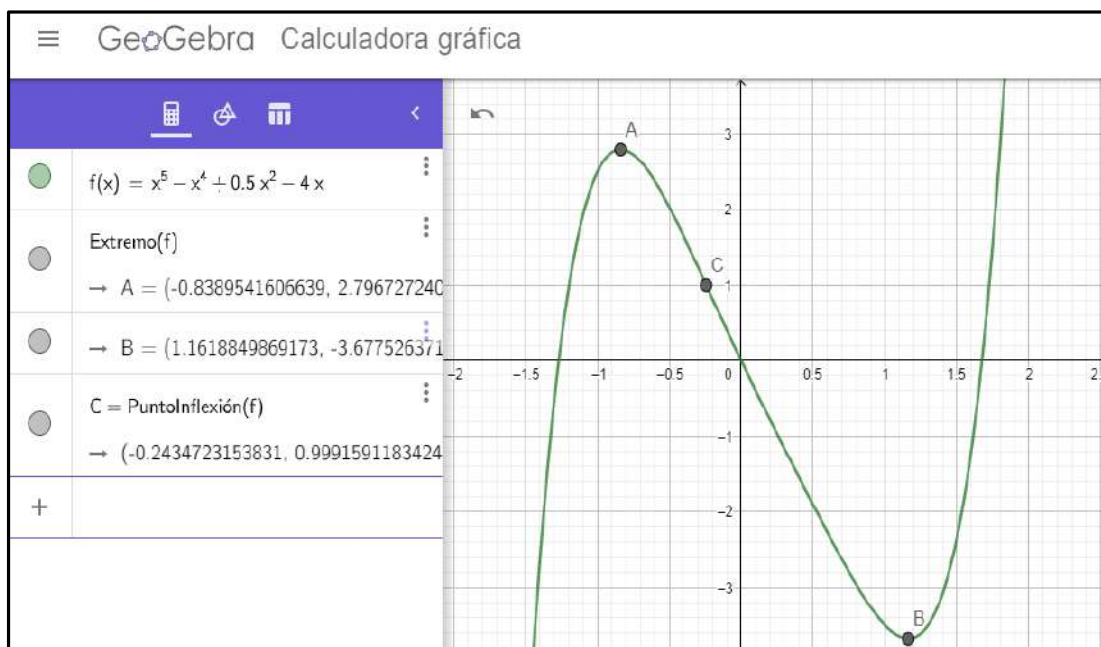 GeoGebra Calculadora gráfica
f(x) = x⁵ − x⁴ + 0.5 x² − 4 x
Extremo(f)
→ A = (-0.8389541606639, 2.796727240
→ B = (1.1618849869173, -3.677526371
C = PuntoInflexión(f)
→ (-0.2434723153831, 0.9991591183424
+
A
3
2
C
1
−2 −1.5 −1 −0.5 0 0.5 1 1.5 2 2.
−1
−2
−3
B